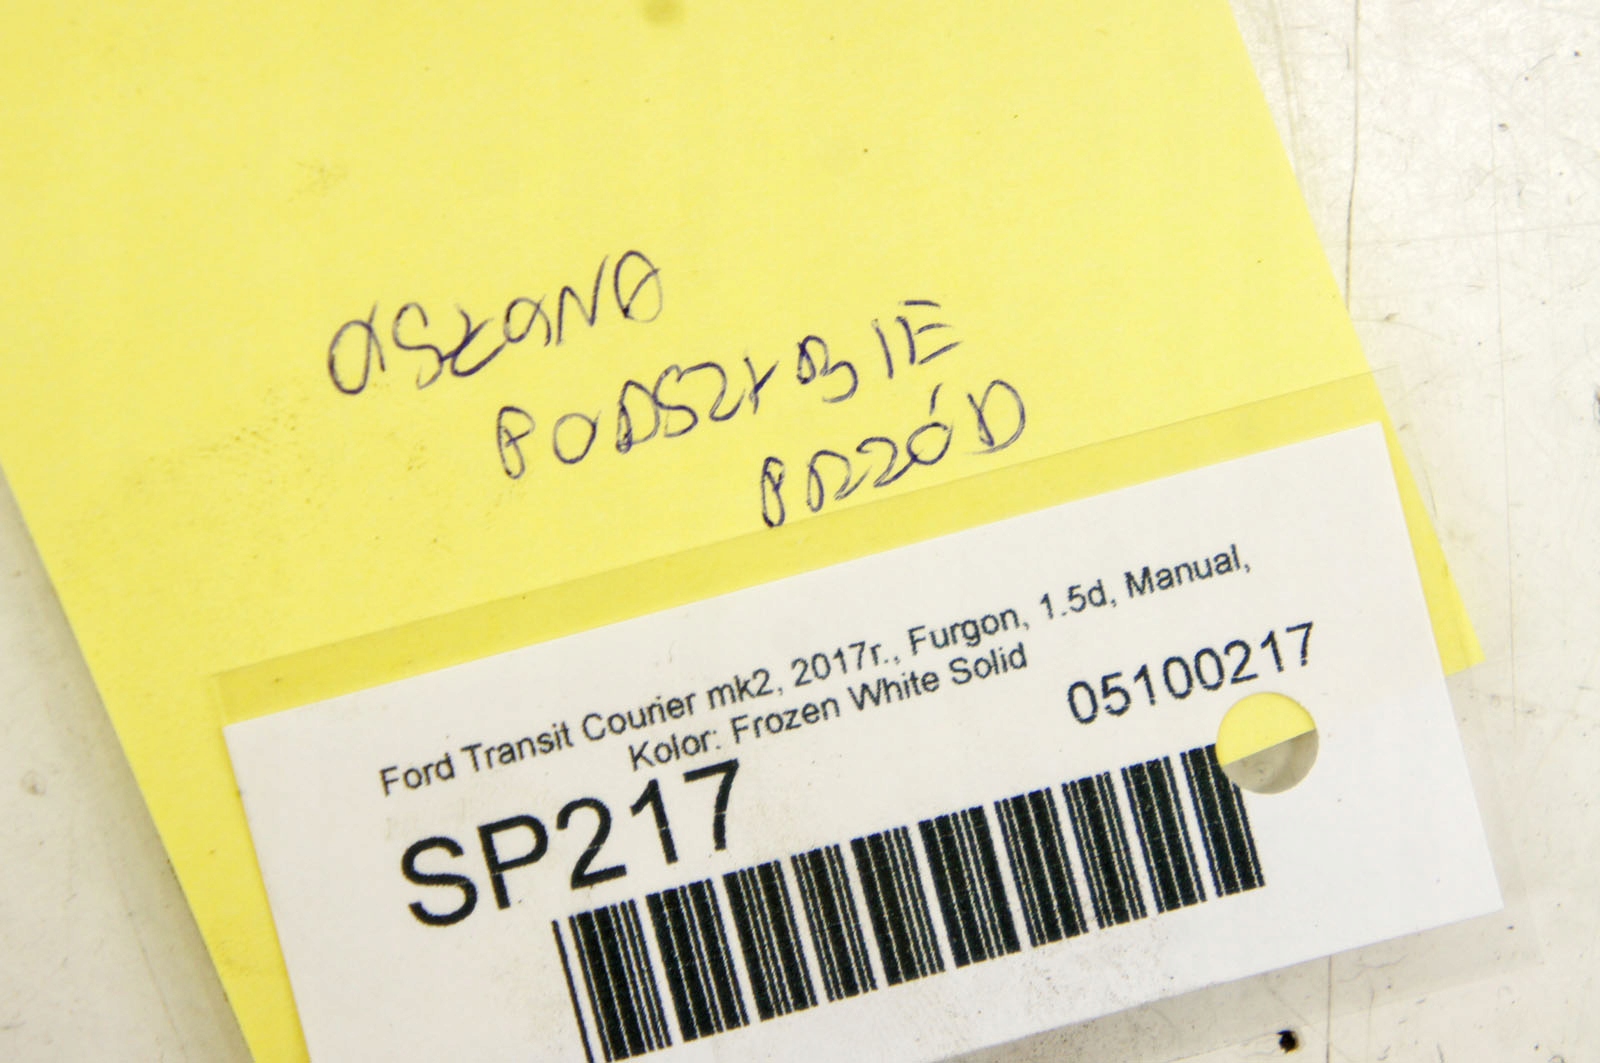 OSŁONA
PODSZYBIE
PRZÓD
Ford Transit Courier mk2, 2017r., Furgon, 1.5d, Manual,
Kolor: Frozen White Solid
05100217
SP217